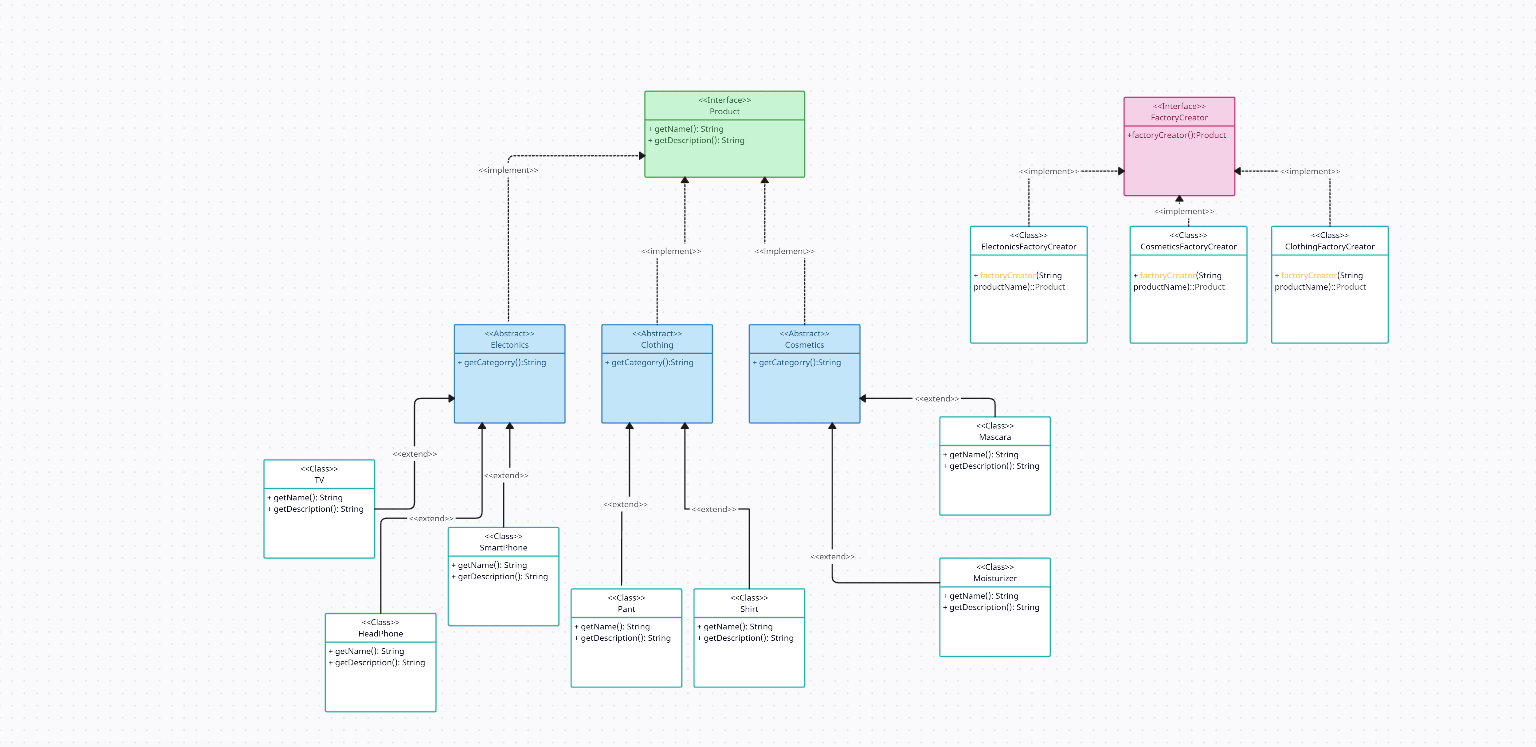 <<Interface>>
Product
+ getName(): String
+ getDescription(): String
<<Interface>>
FactoryCreator
+factoryCreator():Product
<<implement>>
<<implement>>
<<implement>>
<<implement>>
<<implement>>
<<implement>>
<<Class>>
ElectonicsFactoryCreator
+ factoryCreator(String
productName)::Product
<<Class>>
CosmeticsFactoryCreator
+ factoryCreator(String
productName)::Product
<<Class>>
ClothingFactoryCreator
+ factoryCreator(String
productName)::Product
<<Abstract>>
Electonics
+ getCategorry():String
<<Abstract>>
Clothing
+ getCategorry():String
<<Abstract>>
Cosmetics
+ getCategorry():String
<<extend>>
<<extend>>
<<extend>>
<<extend>>
<<extend>>
<<extend>>
<<extend>>
<<Class>>
Mascara
+ getName(): String
+ getDescription(): String
<<Class>>
TV
+ getName(): String
+ getDescription(): String
<<Class>>
SmartPhone
+ getName(): String
+ getDescription(): String
<<Class>>
Moisturizer
+ getName(): String
+ getDescription(): String
<<Class>>
Pant
+ getName(): String
+ getDescription(): String
<<Class>>
Shirt
+ getName(): String
+ getDescription(): String
<<Class>>
HeadPhone
+ getName(): String
+ getDescription(): String